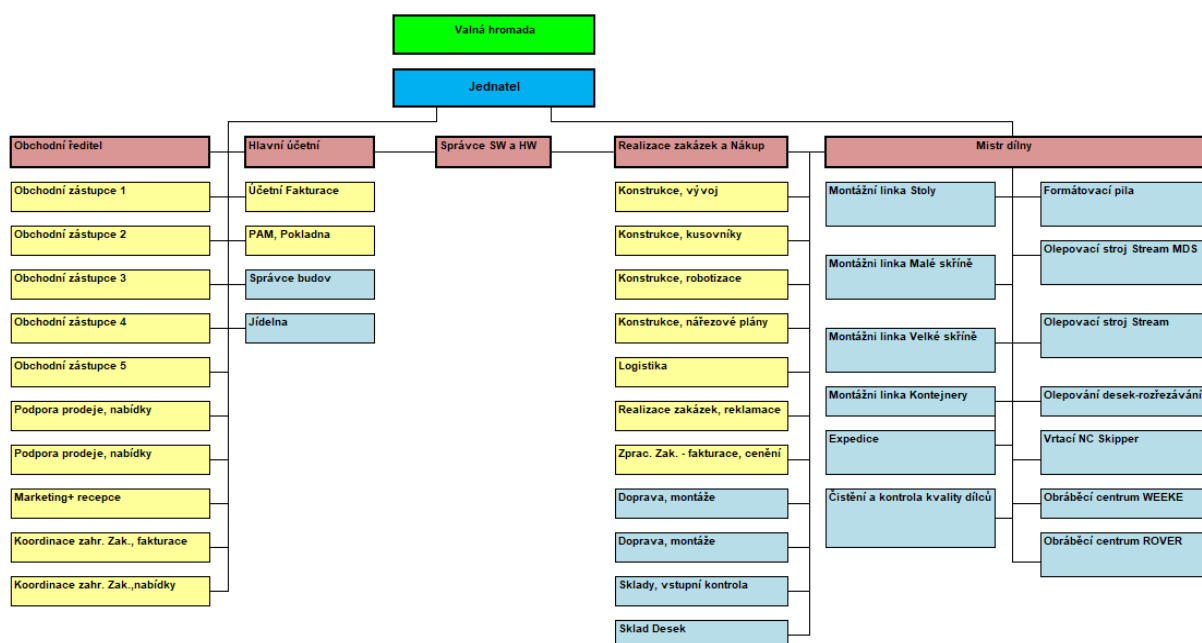 Valná hromada
Jednatel
Obchodní ředitel
Hlavní účetní
Správce SW a HW
Realizace zakázek a Nákup
Mistr dílny
Obchodní zástupce 1
Obchodní zástupce 2
Obchodní zástupce 3
Obchodní zástupce 4
Obchodní zástupce 5
Podpora prodeje, nabídky
Podpora prodeje, nabídky
Marketing+ recepce
Koordinace zahr. Zak., fakturace
Koordinace zahr. Zak.,nabídky
Účetní Fakturace
PAM, Pokladna
Správce budov
Jídelna
Konstrukce, vývoj
Konstrukce, kusovníky
Konstrukce, robotizace
Konstrukce, nářezové plány
Logistika
Realizace zakázek, reklamace
Zprac. Zak. - fakturace, cenění
Doprava, montáže
Doprava, montáže
Sklady, vstupní kontrola
Sklad Desek
Montážní linka Stoly
Montážni linka Malé skříně
Montážni linka Velké skříně
Montážni linka Kontejnery
Expedice
Čistění a kontrola kvality dílců
Formátovací pila
Olepovací stroj Stream MDS
Olepovací stroj Stream
Olepování desek-rozřezávání
Vrtací NC Skipper
Obráběcí centrum WEEKE
Obráběcí centrum ROVER